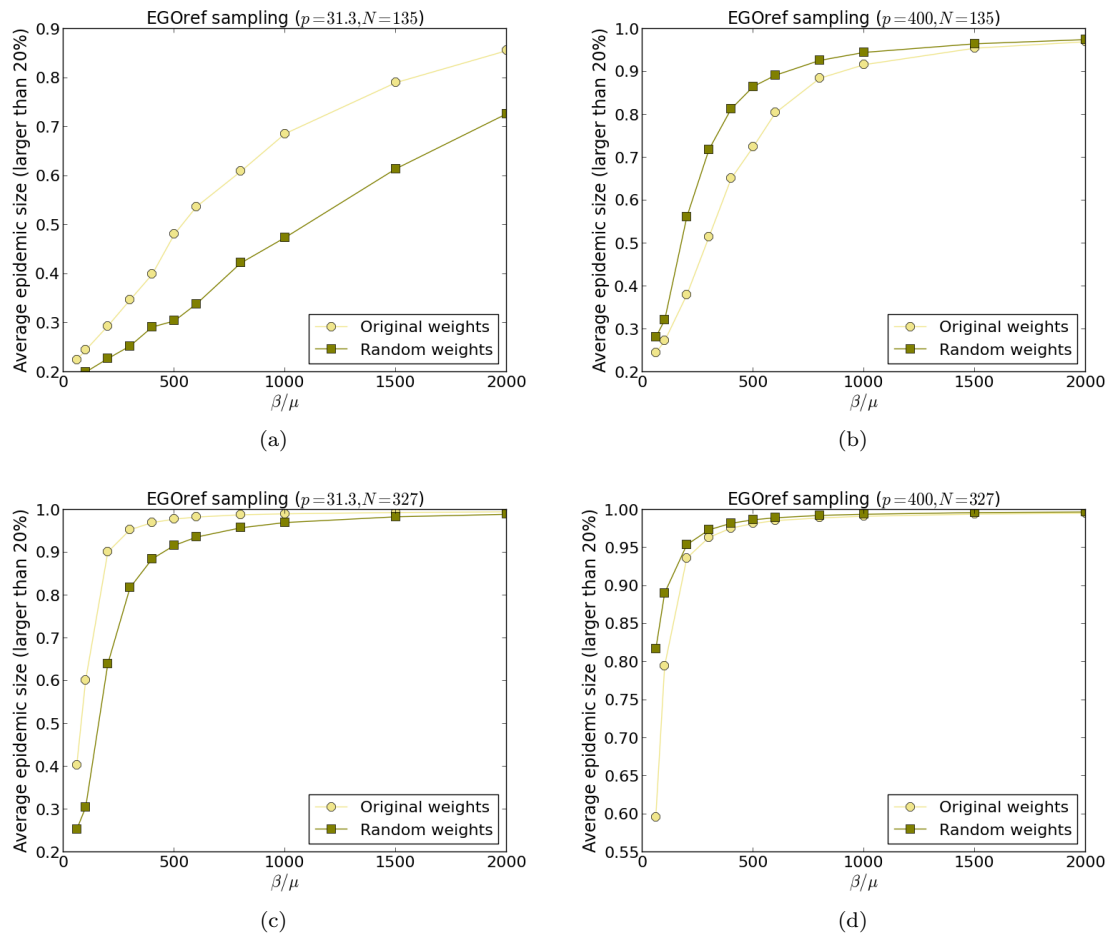 EGOref sampling (p=31.3,N=135)
Average epidemic size (larger than 20%)
0.9
0.8
0.7
0.6
0.5
0.4
0.3
0.2
0
500
1000
1500
2000
β/μ
Original weights
Random weights
(a)
EGOref sampling (p=400,N=135)
Average epidemic size (larger than 20%)
1.0
0.9
0.8
0.7
0.6
0.5
0.4
0.3
0.2
0
500
1000
1500
2000
β/μ
Original weights
Random weights
(b)
EGOref sampling (p=31.3,N=327)
Average epidemic size (larger than 20%)
1.0
0.9
0.8
0.7
0.6
0.5
0.4
0.3
0.2
0
500
1000
1500
2000
β/μ
Original weights
Random weights
(c)
EGOref sampling (p=400,N=327)
Average epidemic size (larger than 20%)
1.00
0.95
0.90
0.85
0.80
0.75
0.70
0.65
0.60
0.55
0
500
1000
1500
2000
β/μ
Original weights
Random weights
(d)